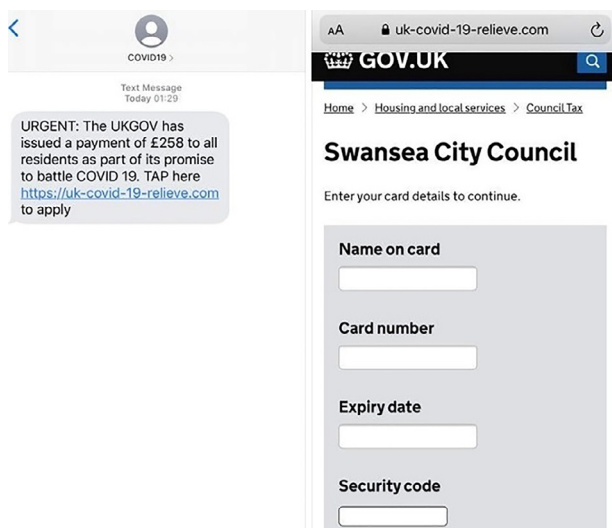 COVID19 >
Text Message
Today 01:29
URGENT: The UKGOV has
issued a payment of £258 to all
residents as part of its promise
to battle COVID 19. TAP here
https://uk-covid-19-relieve.com
to apply
AA uk-covid-19-relieve.com
GOV.UK
Home > Housing and local services > Council Tax
Swansea City Council
Enter your card details to continue.
Name on card
Card number
Expiry date
Security code